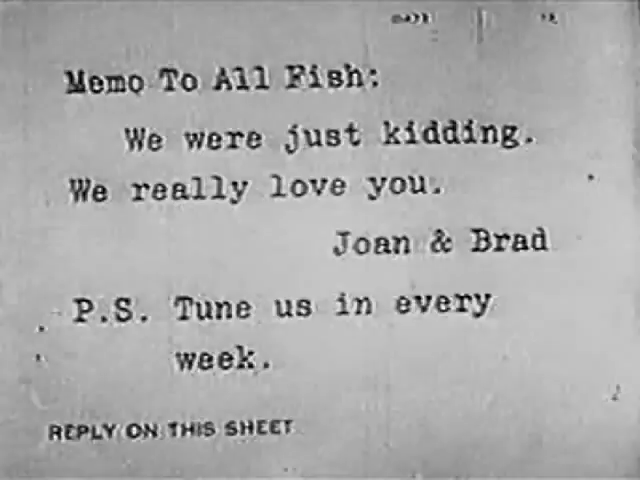 Memo To All Fish:
We were just kidding.
We really love you.
Joan & Brad
P.S. Tune us in every
week.
REPLY ON THIS SHEET